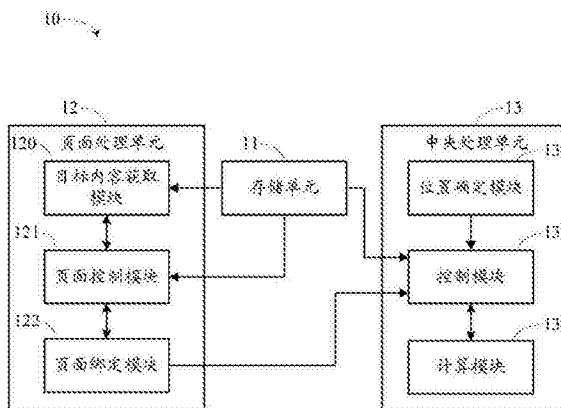 10
12
页面处理单元
120
目标内容获取
模块
121
页面控制模块
122
页面绑定模块
11
存储单元
13
中央处理单元
13
位置确定模块
13
控制模块
13
计算模块